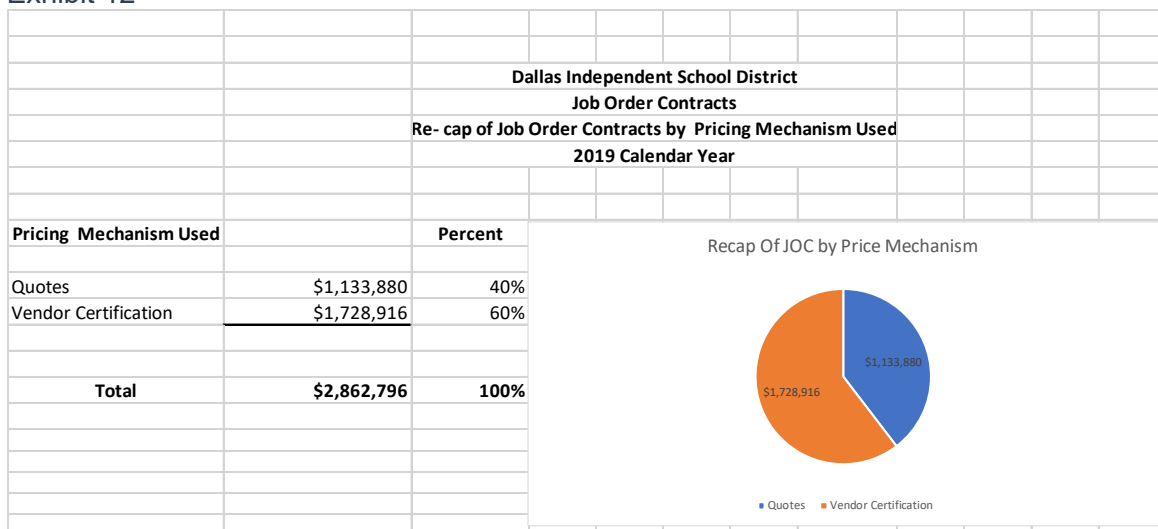 Exhibit 12
Dallas Independent School District
Job Order Contracts
Re- cap of Job Order Contracts by Pricing Mechanism Used
2019 Calendar Year
Pricing Mechanism Used Percent
Quotes $1,133,880 40%
Vendor Certification $1,728,916 60%
Total $2,862,796 100%
Recap Of JOC by Price Mechanism
$1,133,880
$1,728,916
Quotes Vendor Certification